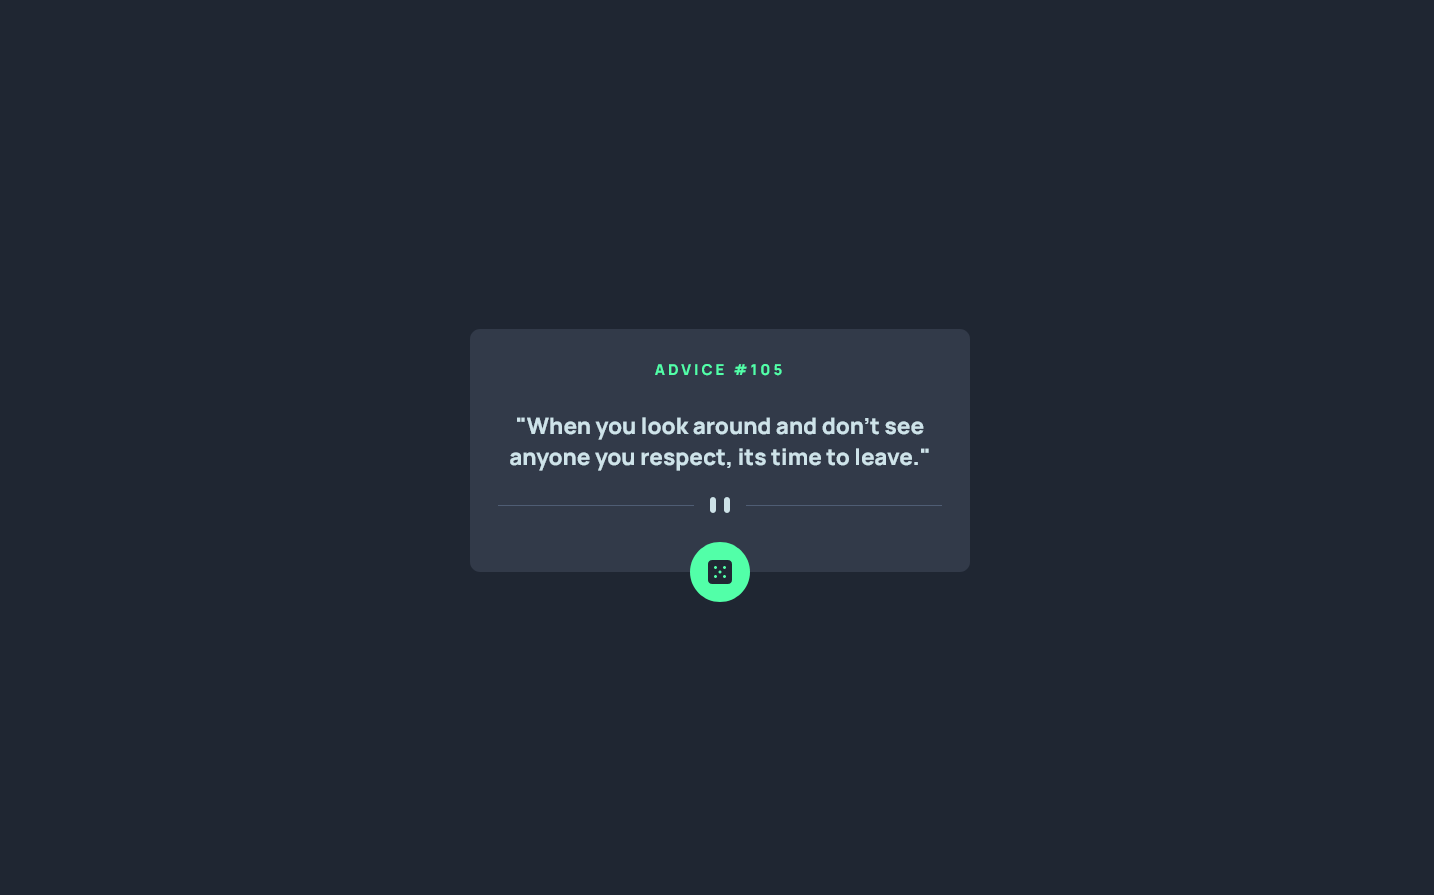 ADVICE #105
"When you look around and don't see
anyone you respect, its time to leave."